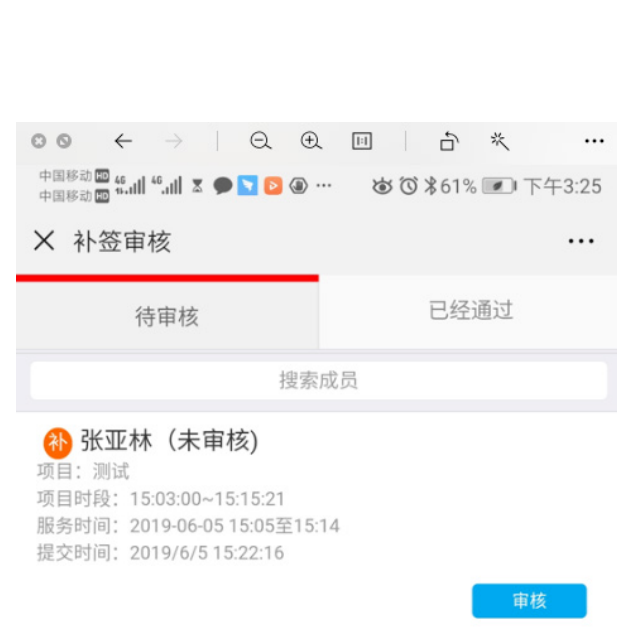 中国移动 HD 4G 4G 61% 下午3:25
中国移动 HD
补签审核
待审核
已经通过
搜索成员
补 张亚林（未审核)
项目：测试
项目时段：15:03:00~15:15:21
服务时间：2019-06-05 15:05至15:14
提交时间：2019/6/5 15:22:16
审核